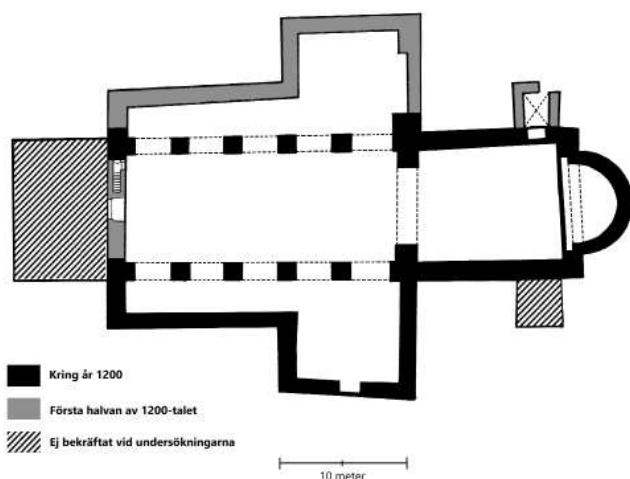 Kring år 1200
Första halvan av 1200-talet
Ej bekräftat vid undersökningarna
10 meter